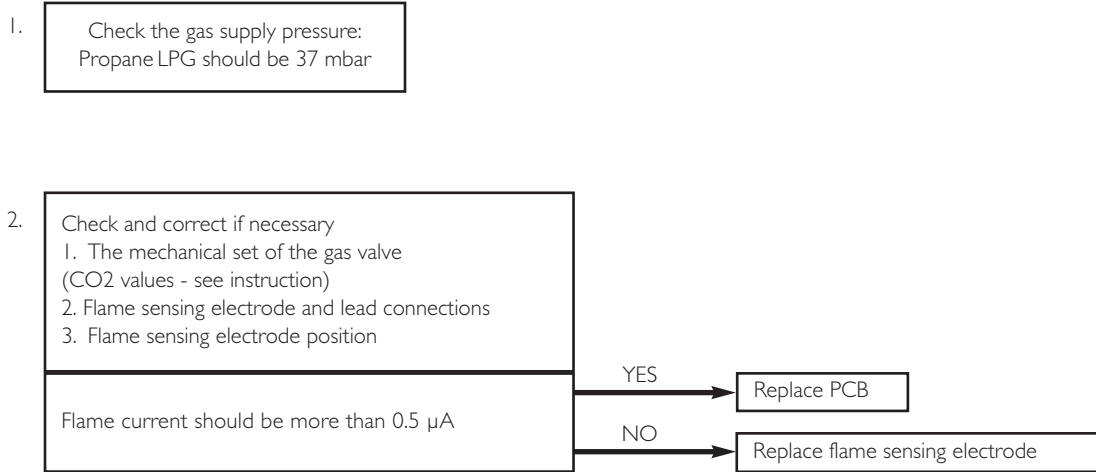 1.
Check the gas supply pressure:
Propane LPG should be 37 mbar
2.
Check and correct if necessary
1. The mechanical set of the gas valve
(CO2 values - see instruction)
2. Flame sensing electrode and lead connections
3. Flame sensing electrode position
Flame current should be more than 0.5 µA
YES
Replace PCB
NO
Replace flame sensing electrode